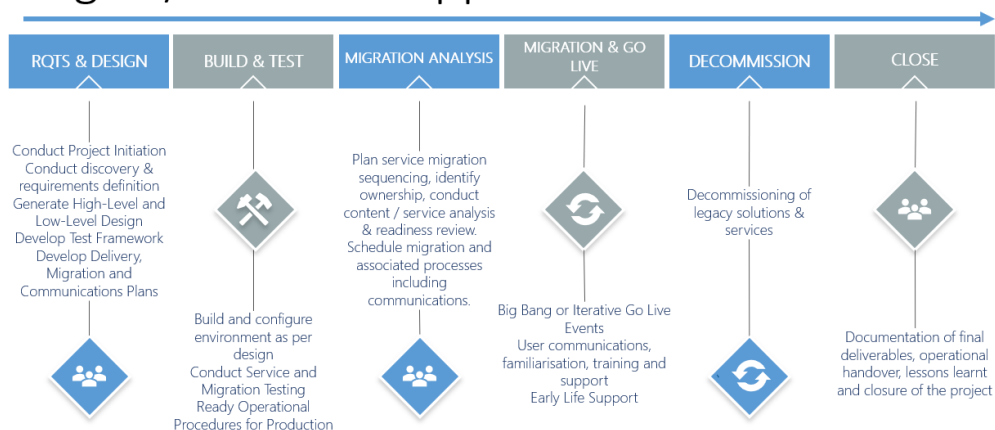 RQTS & DESIGN
BUILD & TEST
MIGRATION ANALYSIS
MIGRATION & GO
LIVE
DECOMMISSION
CLOSE
Conduct Project Initiation
Conduct discovery &
requirements definition
Generate High-Level and
Low-Level Design
Develop Test Framework
Develop Delivery,
Migration and
Communications Plans
Build and configure
environment as per
design
Conduct Service and
Migration Testing
Ready Operational
Procedures for Production
Plan service migration
sequencing, identify
ownership, conduct
content / service analysis
& readiness review.
Schedule migration and
associated processes
including
communications.
Big Bang or Iterative Go Live
Events
User communications,
familiarisation, training and
support
Early Life Support
Decommissioning of
legacy solutions &
services
Documentation of final
deliverables, operational
handover, lessons learnt
and closure of the project